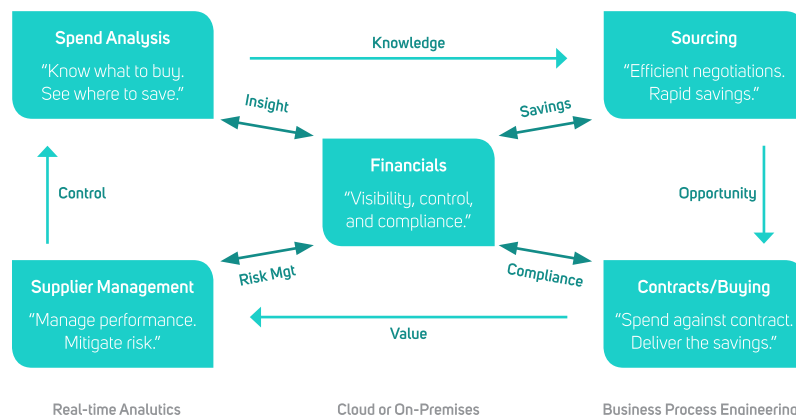 Spend Analysis
“Know what to buy.
See where to save.”
Knowledge
Sourcing
“Efficient negotiations.
Rapid savings.”
Insight
Savings
Financials
“Visibility, control,
and compliance.”
Control
Opportunity
Risk Mgt
Compliance
Supplier Management
“Manage performance.
Mitigate risk.”
Value
Contracts/Buying
“Spend against contract.
Deliver the savings.”
Real-time Analytics
Cloud or On-Premises
Business Process Engineering